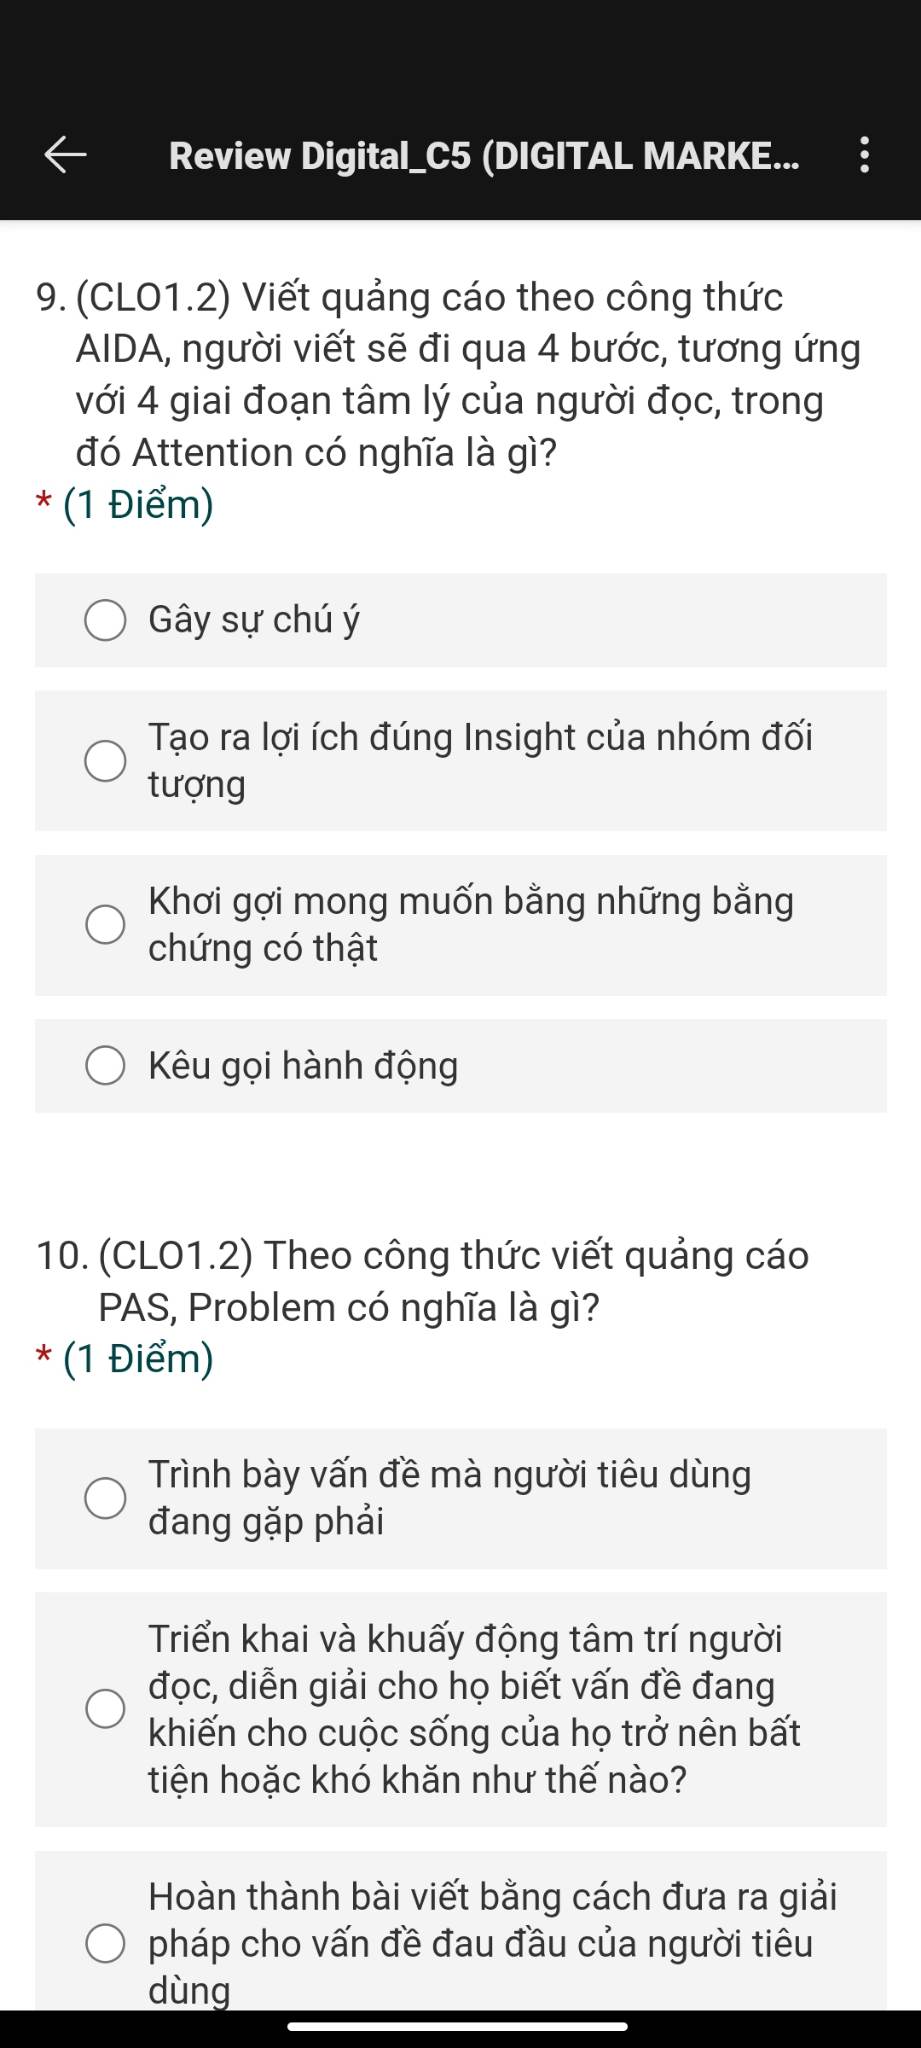 Review Digital_C5 (DIGITAL MARKE...
9. (CLO1.2) Viết quảng cáo theo công thức
AIDA, người viết sẽ đi qua 4 bước, tương ứng
với 4 giai đoạn tâm lý của người đọc, trong
đó Attention có nghĩa là gì?
* (1 Điểm)
Gây sự chú ý
Tạo ra lợi ích đúng Insight của nhóm đối
tượng
Khơi gợi mong muốn bằng những bằng
chứng có thật
Kêu gọi hành động
10. (CLO1.2) Theo công thức viết quảng cáo
PAS, Problem có nghĩa là gì?
* (1 Điểm)
Trình bày vấn đề mà người tiêu dùng
đang gặp phải
Triển khai và khuấy động tâm trí người
đọc, diễn giải cho họ biết vấn đề đang
khiến cho cuộc sống của họ trở nên bất
tiện hoặc khó khăn như thế nào?
Hoàn thành bài viết bằng cách đưa ra giải
pháp cho vấn đề đau đầu của người tiêu
dùng